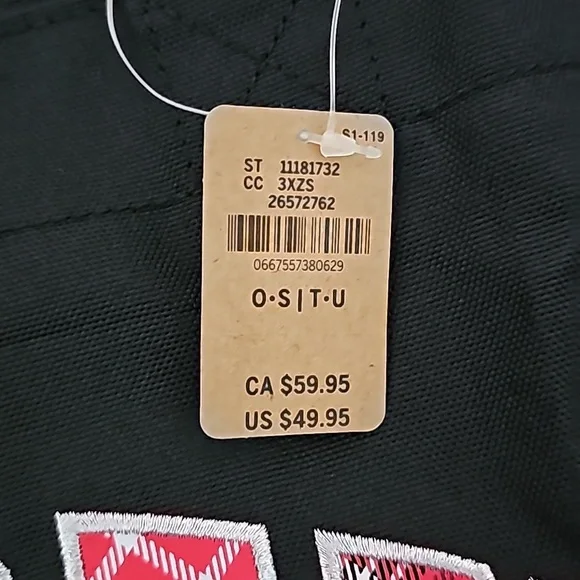 S1-119
ST 11181732
CC 3XZS
26572762
0667557380629
O•S|T•U
CA $59.95
US $49.95